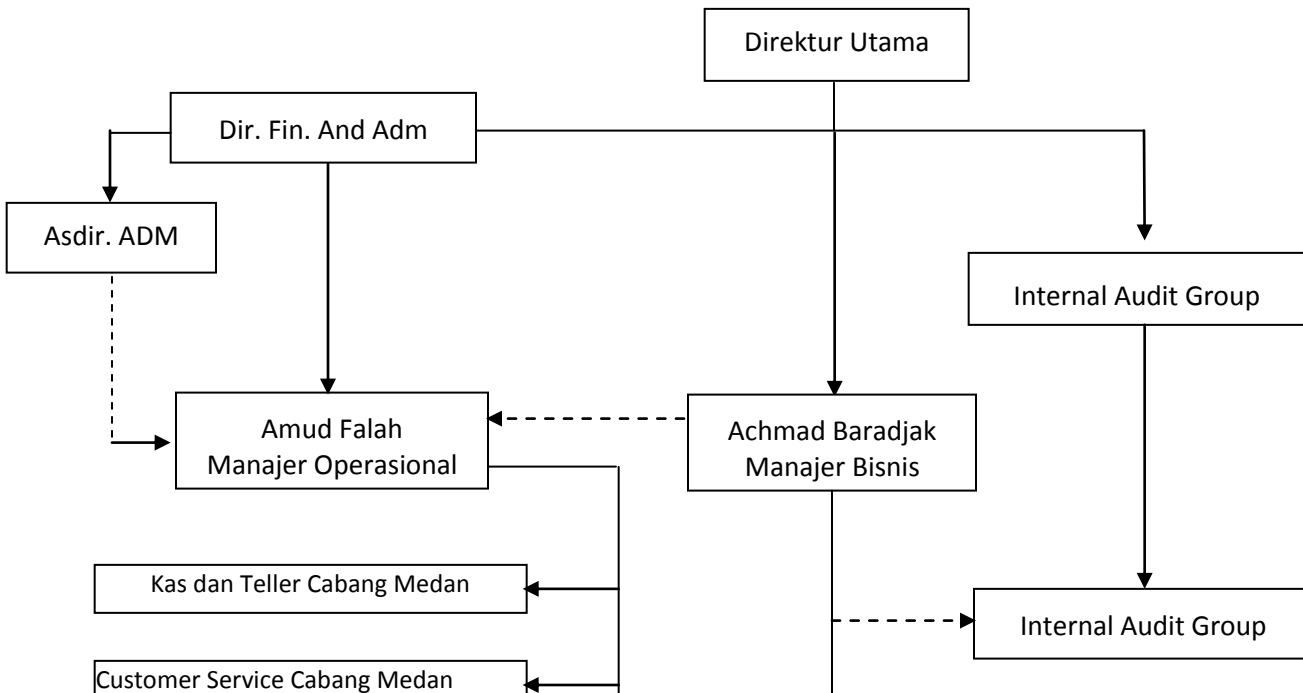 Direktur Utama
Dir. Fin. And Adm
Asdir. ADM
Internal Audit Group
Amud Falah
Manajer Operasional
Achmad Baradjak
Manajer Bisnis
Kas dan Teller Cabang Medan
Internal Audit Group
Customer Service Cabang Medan